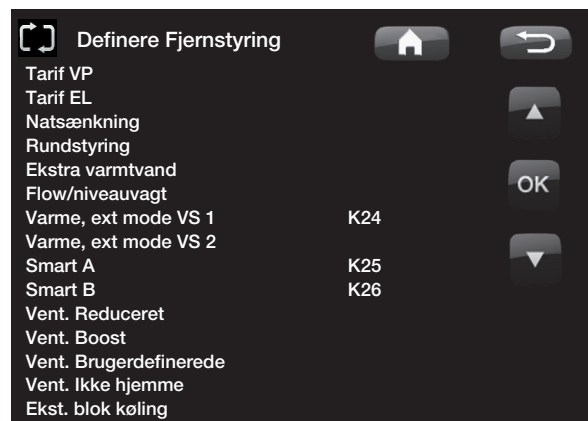 Definere Fjernstyring
Tarif VP
Tarif EL
Natsænkning
Rundstyring
Ekstra varmtvand
OK
Flow/niveauvagt
Varme, ext mode VS 1 K24
Varme, ext mode VS 2
Smart A K25
Smart B K26
Vent. Reduceret
Vent. Boost
Vent. Brugerdefinerede
Vent. Ikke hjemme
Ekst. blok køling